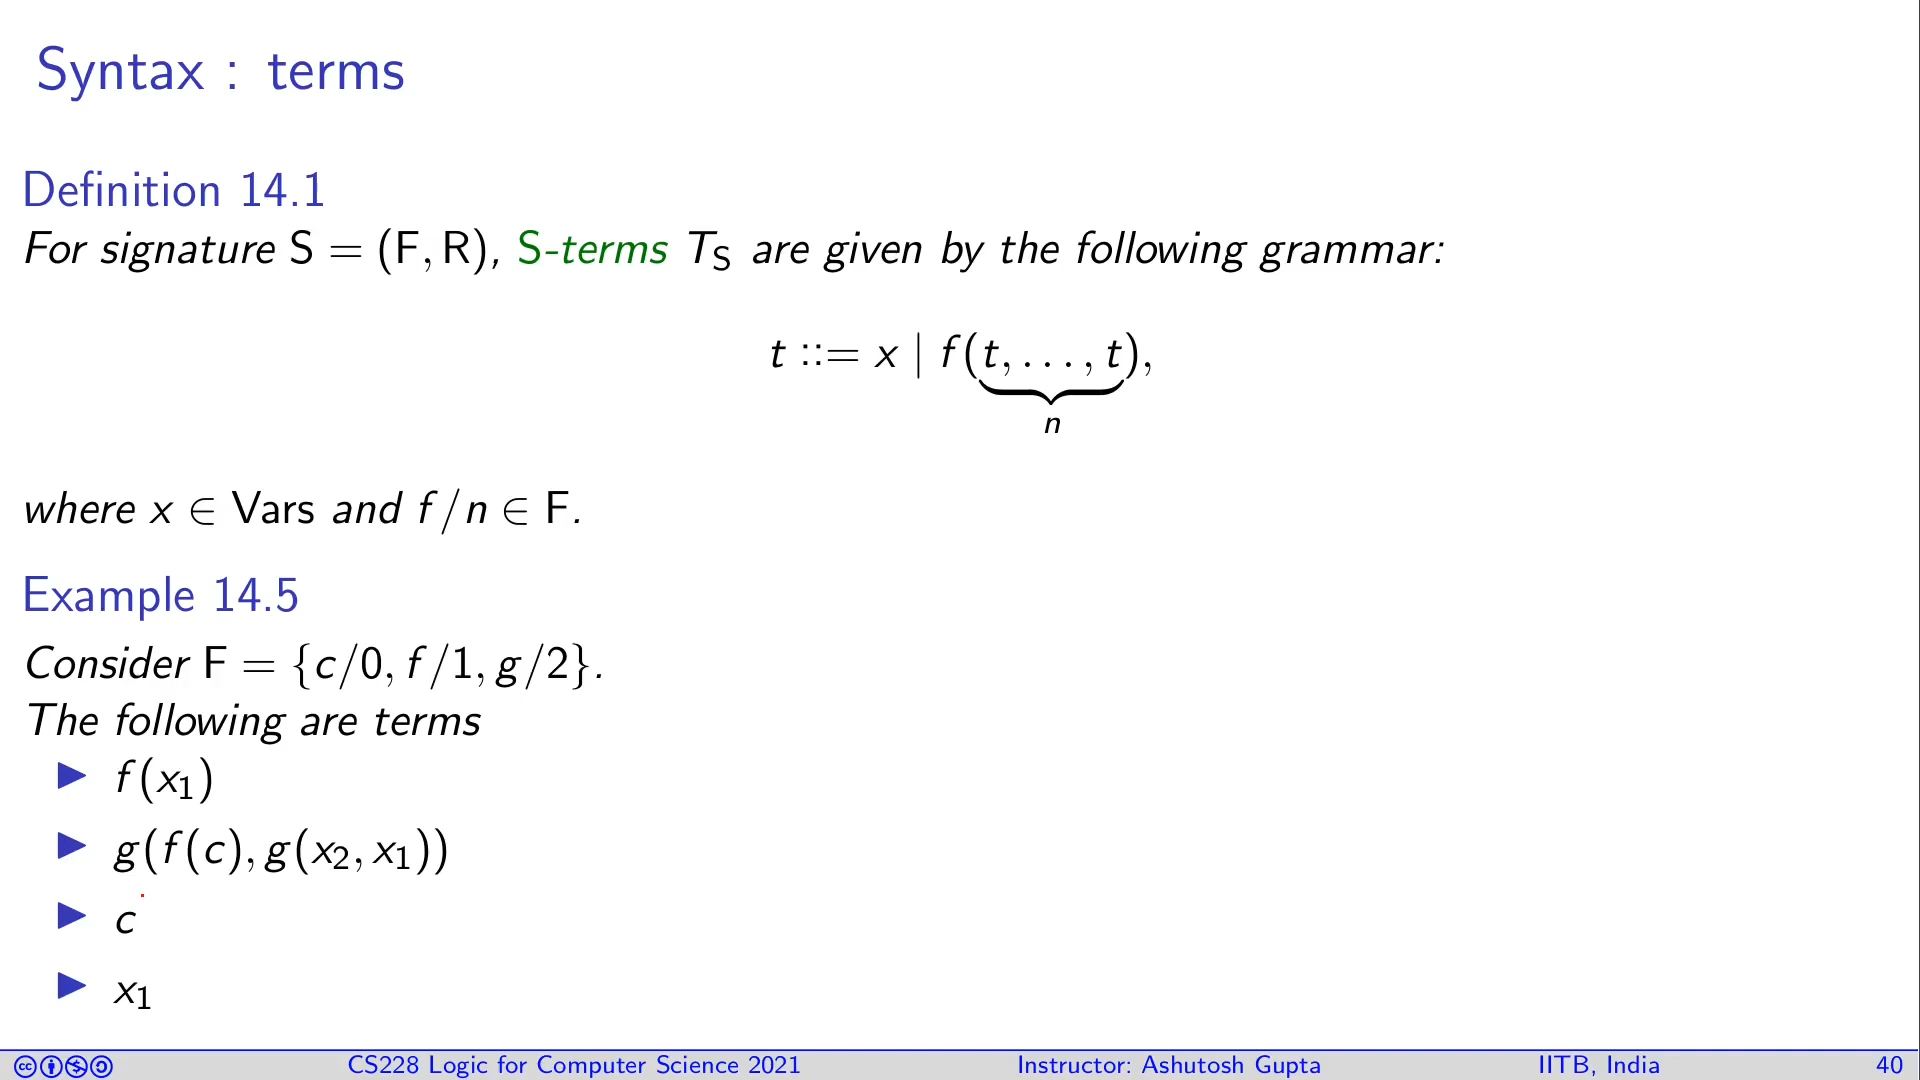 Syntax : terms
Definition 14.1
For signature S = (F, R), S-terms T_S are given by the following grammar:
t ::= x | f(t, . . . , t),
n
where x ∈ Vars and f/n ∈ F.
Example 14.5
Consider F = {c/0, f/1, g/2}.
The following are terms
▶ f(x₁)
▶ g(f(c), g(x₂, x₁))
▶ c
▶ x₁
CS228 Logic for Computer Science 2021 Instructor: Ashutosh Gupta IITB, India 40